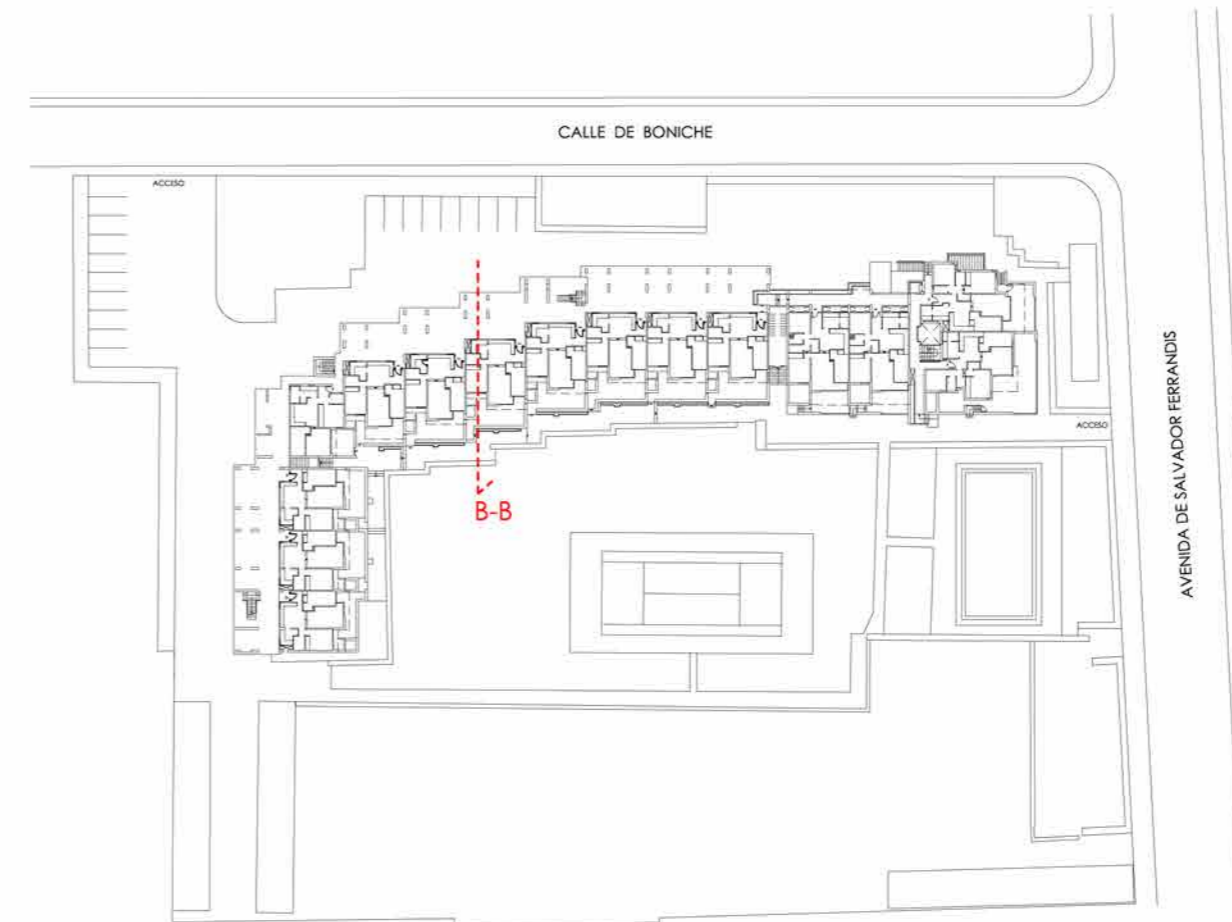 CALLE DE BONICHE
ACCESO
ACCESO
AVENIDA DE SALVADOR FERRANDIS
B-B